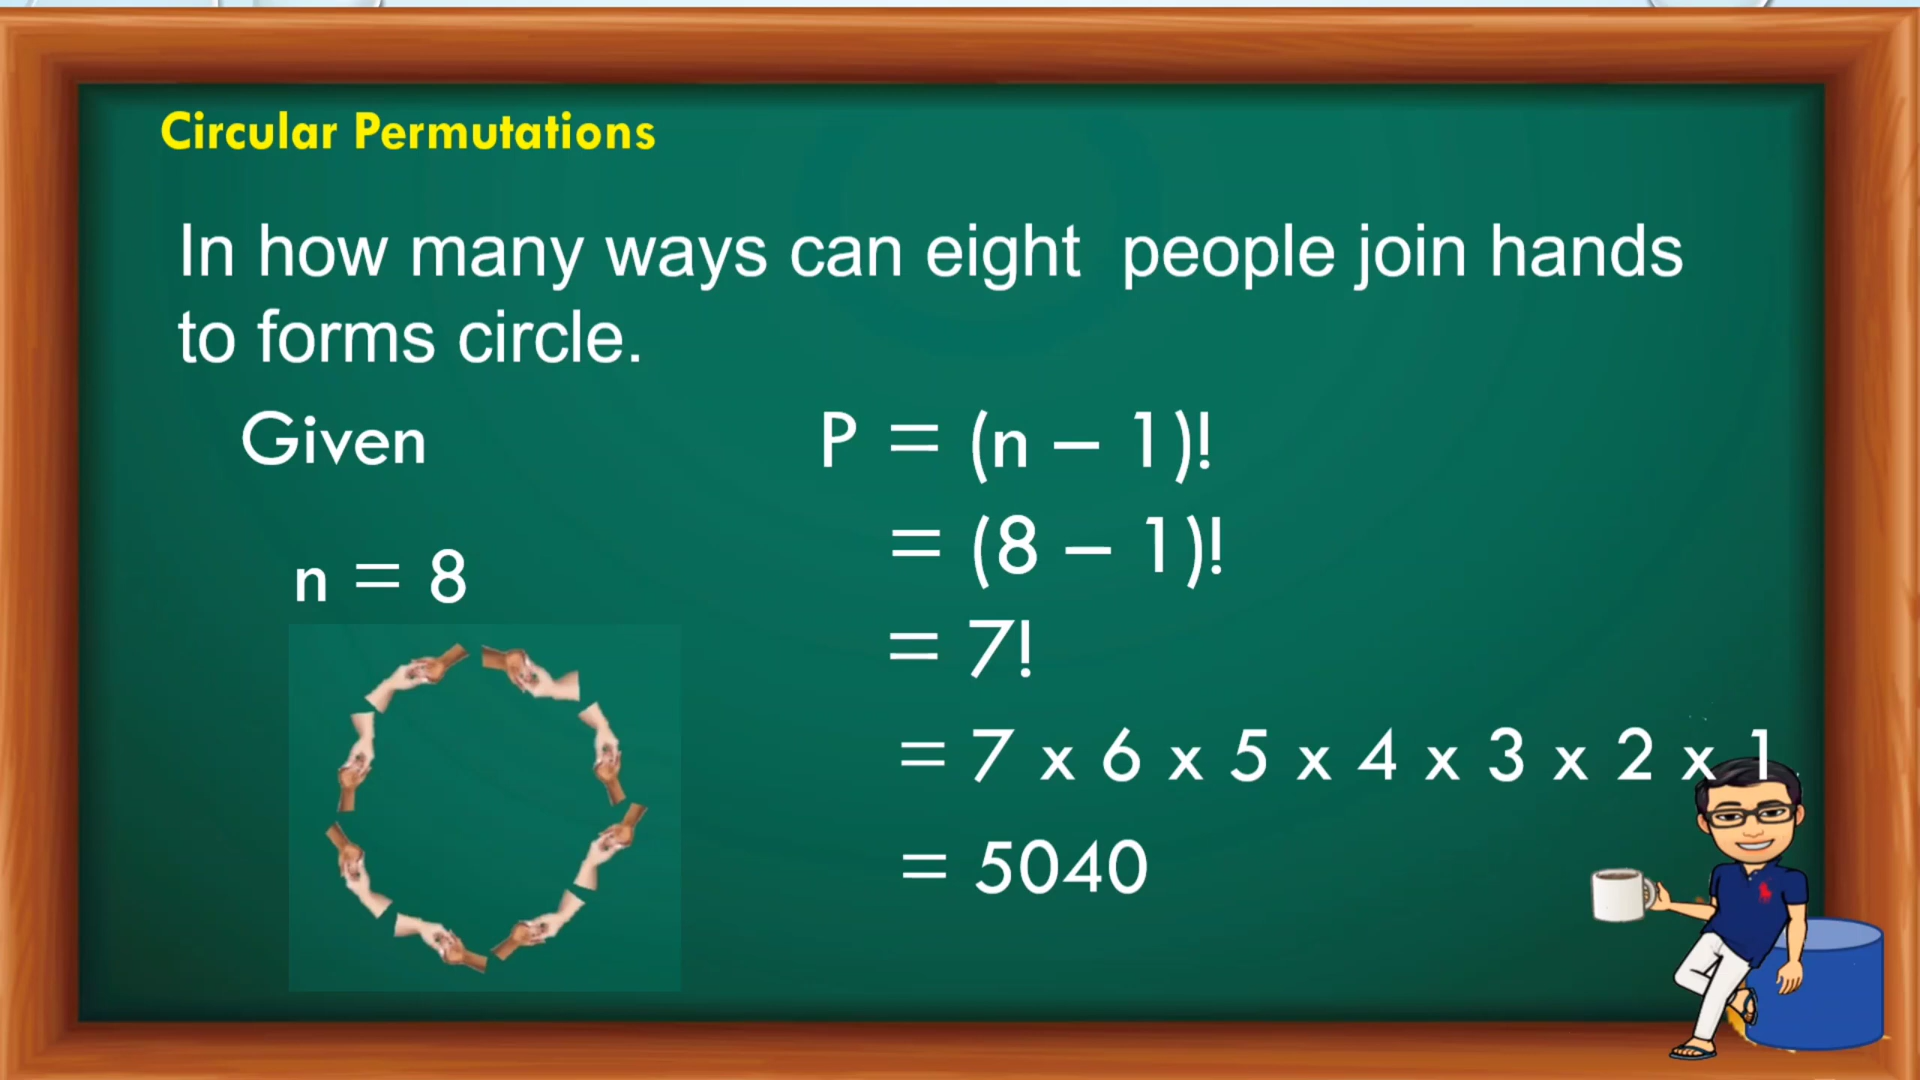 Circular Permutations
In how many ways can eight people join hands
to forms circle.
Given
n = 8
P = (n – 1)!
= (8 – 1)!
= 7!
= 7 x 6 x 5 x 4 x 3 x 2 x 1
= 5040